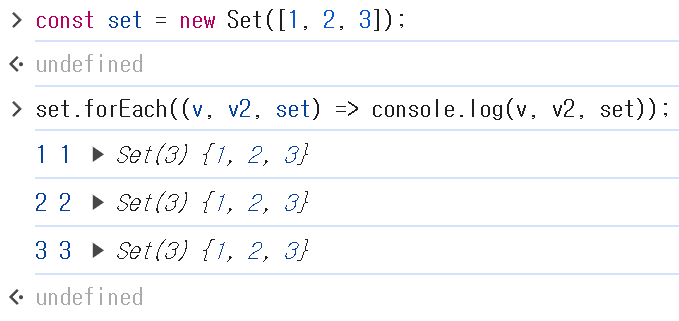 > const set = new Set([1, 2, 3]);
undefined
> set.forEach((v, v2, set) => console.log(v, v2, set));
1 1 ▶ Set(3) {1, 2, 3}
2 2 ▶ Set(3) {1, 2, 3}
3 3 ▶ Set(3) {1, 2, 3}
undefined